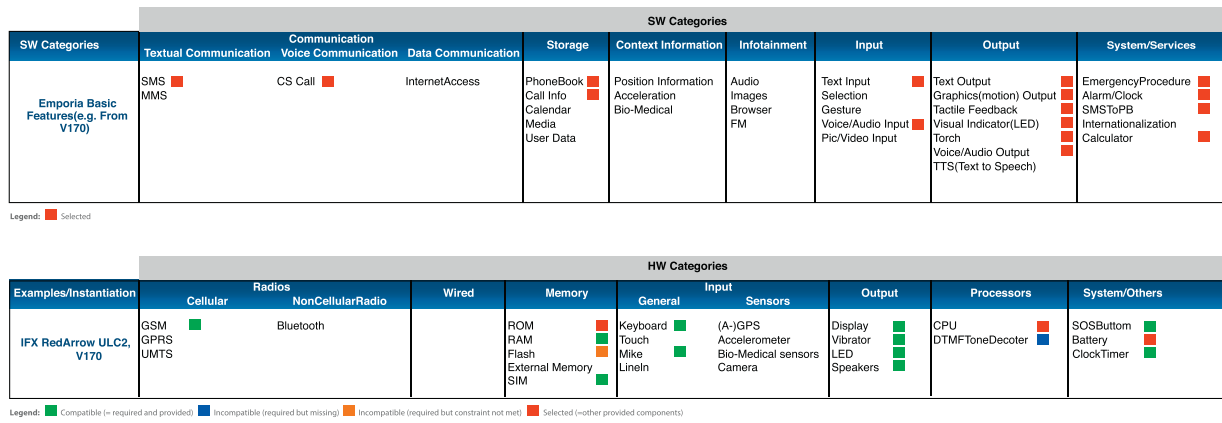 SW Categories
SW Categories
Communication
Textual Communication Voice Communication Data Communication
Storage
Context Information
Infotainment
Input
Output
System/Services
Emporia Basic
Features(e.g. From
V170)
SMS
MMS
CS Call
InternetAccess
PhoneBook
Call Info
Calendar
Media
User Data
Position Information
Acceleration
Bio-Medical
Audio
Images
Browser
FM
Text Input
Selection
Gesture
Voice/Audio Input
Pic/Video Input
Text Output
Graphics(motion) Output
Tactile Feedback
Visual Indicator(LED)
Torch
Voice/Audio Output
TTS(Text to Speech)
EmergencyProcedure
Alarm/Clock
SMSToPB
Internationalization
Calculator
Legend: Selected
HW Categories
Examples/Instantiation
Radios
Cellular NonCellularRadio
Wired
Memory
Input
General Sensors
Output
Processors
System/Others
IFX RedArrow ULC2,
V170
GSM
GPRS
UMTS
Bluetooth
ROM
RAM
Flash
External Memory
SIM
Keyboard
Touch
Mike
LineIn
(A-)GPS
Accelerometer
Bio-Medical sensors
Camera
Display
Vibrator
LED
Speakers
CPU
DTMFToneDecoter
SOSButtom
Battery
ClockTimer
Legend: Compatible (= required and provided) Incompatible (required but missing) Incompatible (required but constraint not met) Selected (=other provided components)